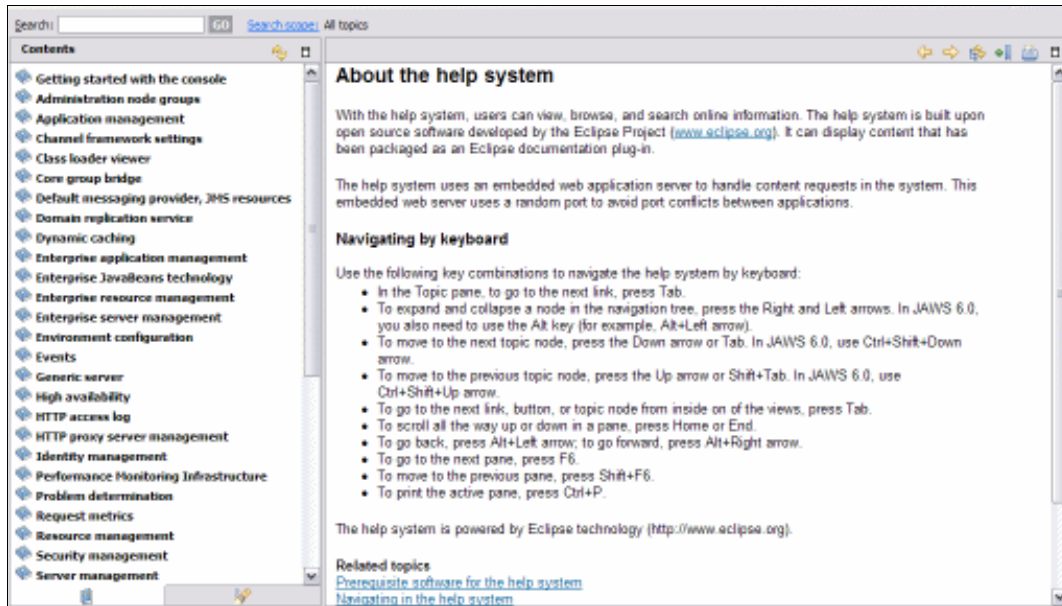 Search:
GO
Search scope: All topics
Contents
Getting started with the console
Administration node groups
Application management
Channel framework settings
Class loader viewer
Core group bridge
Default messaging provider, JMS resources
Domain replication service
Dynamic caching
Enterprise application management
Enterprise JavaBeans technology
Enterprise resource management
Enterprise server management
Environment configuration
Events
Generic server
High availability
HTTP access log
HTTP proxy server management
Identity management
Performance Monitoring Infrastructure
Problem determination
Request metrics
Resource management
Security management
Server management
About the help system
With the help system, users can view, browse, and search online information. The help system is built upon
open source software developed by the Eclipse Project (www.eclipse.org). It can display content that has
been packaged as an Eclipse documentation plug-in.
The help system uses an embedded web application server to handle content requests in the system. This
embedded web server uses a random port to avoid port conflicts between applications.
Navigating by keyboard
Use the following key combinations to navigate the help system by keyboard:
• In the Topic pane, to go to the next link, press Tab.
• To expand and collapse a node in the navigation tree, press the Right and Left arrows. In JAWS 6.0,
you also need to use the Alt key (for example, Alt+Left arrow).
• To move to the next topic node, press the Down arrow or Tab. In JAWS 6.0, use Ctrl+Shift+Down
arrow.
• To move to the previous topic node, press the Up arrow or Shift+Tab. In JAWS 6.0, use
Ctrl+Shift+Up arrow.
• To go to the next link, button, or topic node from inside on of the views, press Tab.
• To scroll all the way up or down in a pane, press Home or End.
• To go back, press Alt+Left arrow; to go forward, press Alt+Right arrow.
• To go to the next pane, press F6.
• To move to the previous pane, press Shift+F6.
• To print the active pane, press Ctrl+P.
The help system is powered by Eclipse technology (http://www.eclipse.org).
Related topics
Prerequisite software for the help system
Navigating in the help system